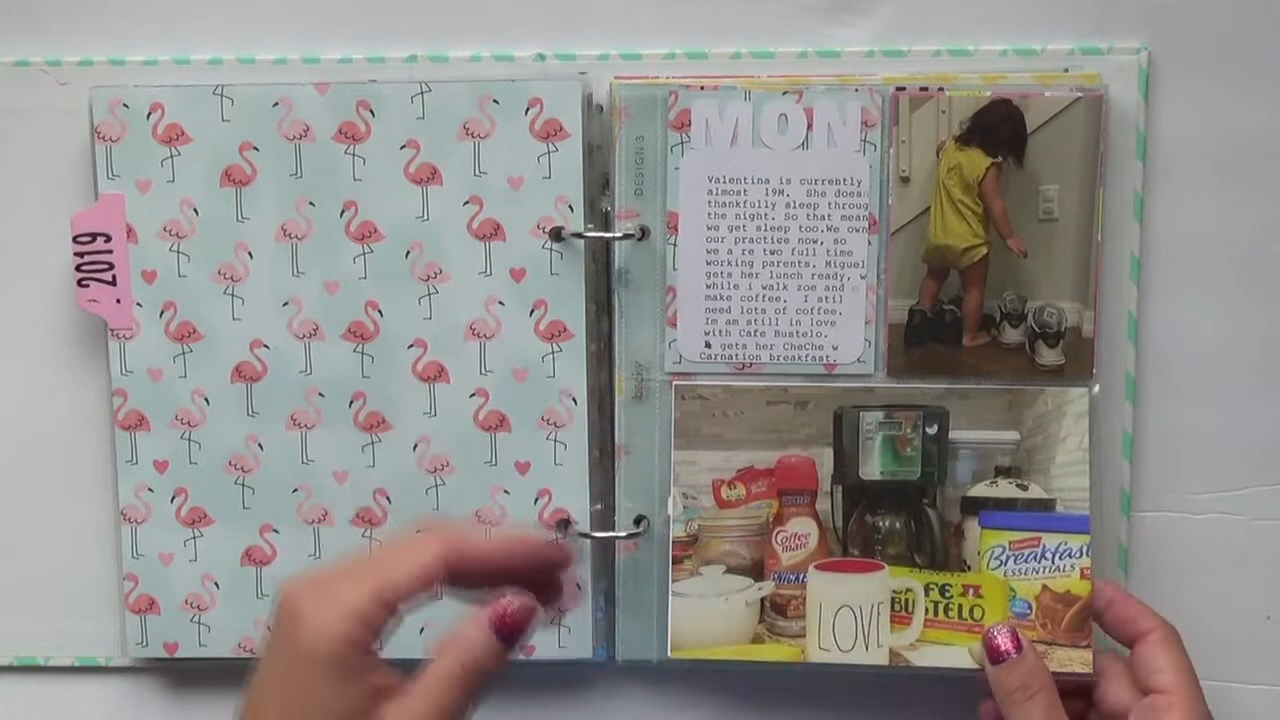 2019
DESIGN 3
becky
MON
Valentina is currently
almost 19M. She does
thankfully sleep throug
the night. So that mean
we get sleep too.We own
our practice now, so
we a re two full time
working parents. Miguel
gets her lunch ready, w
while i walk zoe and a
make coffee. I stil
need lots of coffee.
Im am still in love
with Cafe Bustelo.
& gets her CheChe w
Carnation breakfast.
Coffee
mate
SNICKE
LOVE
CAFE
BUSTELO
Carnation
Breakfast
ESSENTIALS